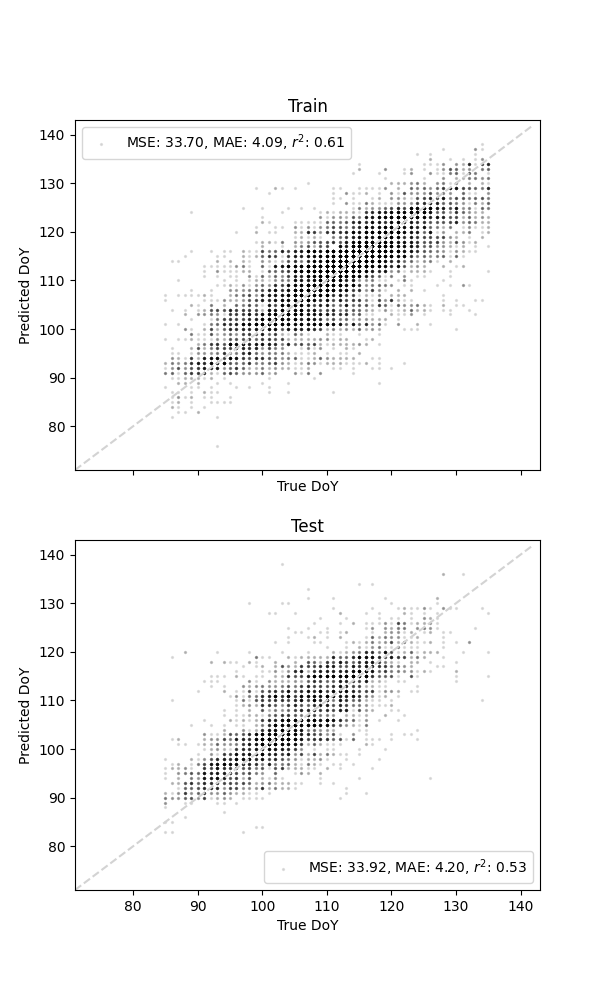 Train
MSE: 33.70, MAE: 4.09, r²: 0.61
140
130
120
110
100
90
80
Predicted DoY
True DoY
Test
140
130
120
110
100
90
80
Predicted DoY
MSE: 33.92, MAE: 4.20, r²: 0.53
80 90 100 110 120 130 140
True DoY